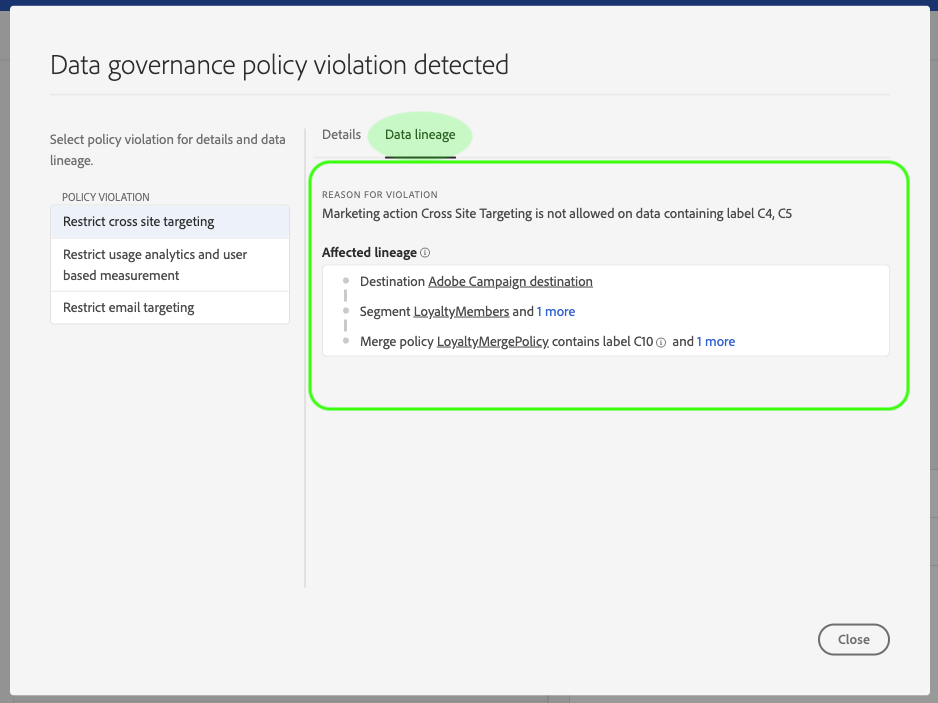 Data governance policy violation detected
Select policy violation for details and data
lineage.
POLICY VIOLATION
Restrict cross site targeting
Restrict usage analytics and user
based measurement
Restrict email targeting
Details
Data lineage
REASON FOR VIOLATION
Marketing action Cross Site Targeting is not allowed on data containing label C4, C5
Affected lineage
Destination Adobe Campaign destination
Segment LoyaltyMembers and 1 more
Merge policy LoyaltyMergePolicy contains label C10 and 1 more
Close